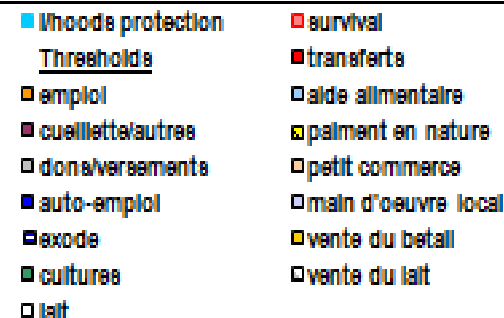 l/hoods protection
survival
Thresholds
transferts
emploi
aide alimentaire
cueillette/autres
paiment en nature
dons/versements
petit commerce
auto-emploi
main d'oeuvre local
exode
vente du betail
cultures
vente du lait
lait